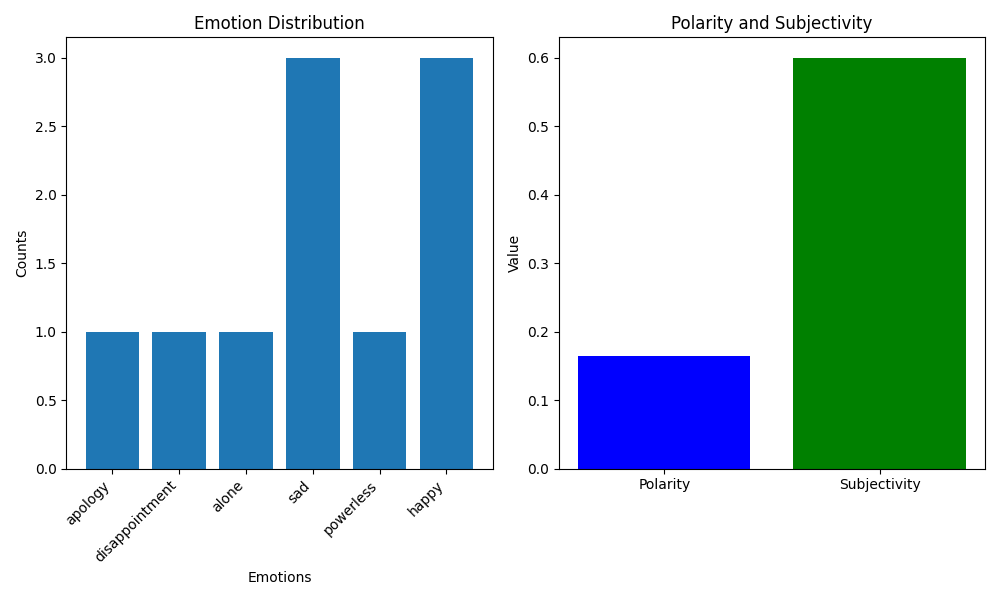 Emotion Distribution
Counts
3.0
2.5
2.0
1.5
1.0
0.5
0.0
apology
disappointment
alone
sad
powerless
happy
Emotions
Polarity and Subjectivity
Value
0.6
0.5
0.4
0.3
0.2
0.1
0.0
Polarity
Subjectivity